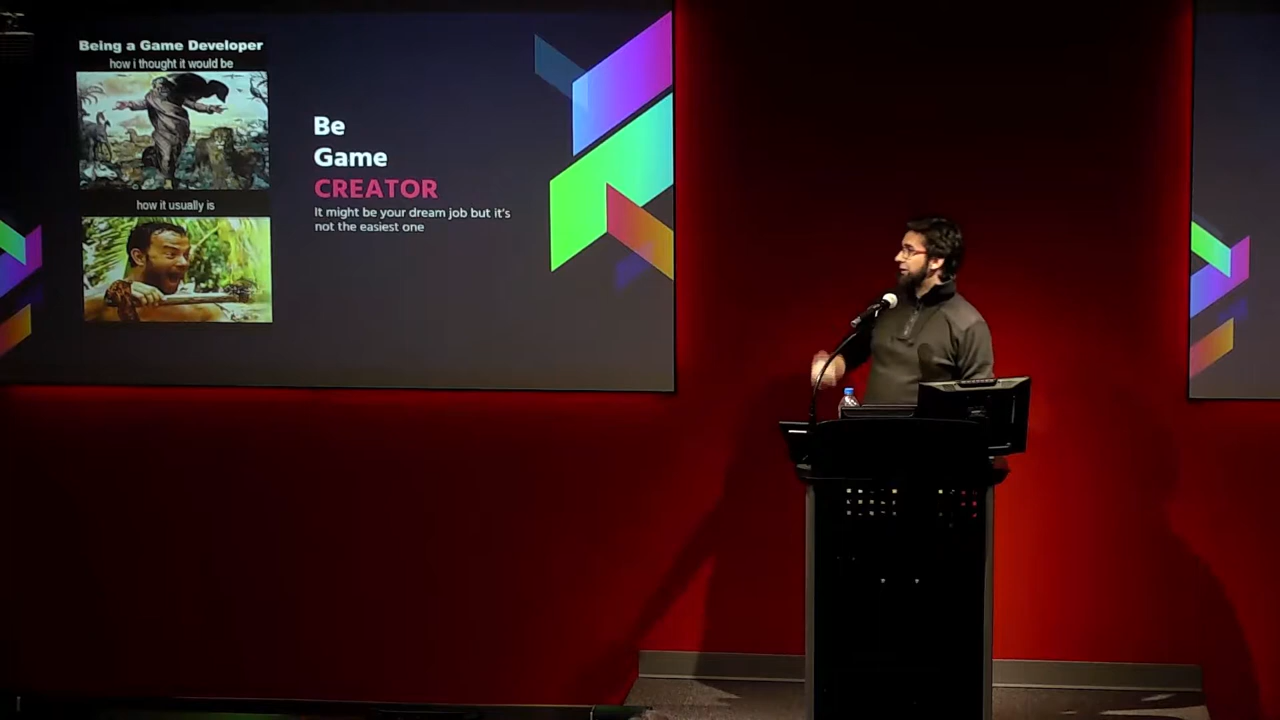 Being a Game Developer
how i thought it would be
how it usually is
Be
Game
CREATOR
It might be your dream job but it's
not the easiest one